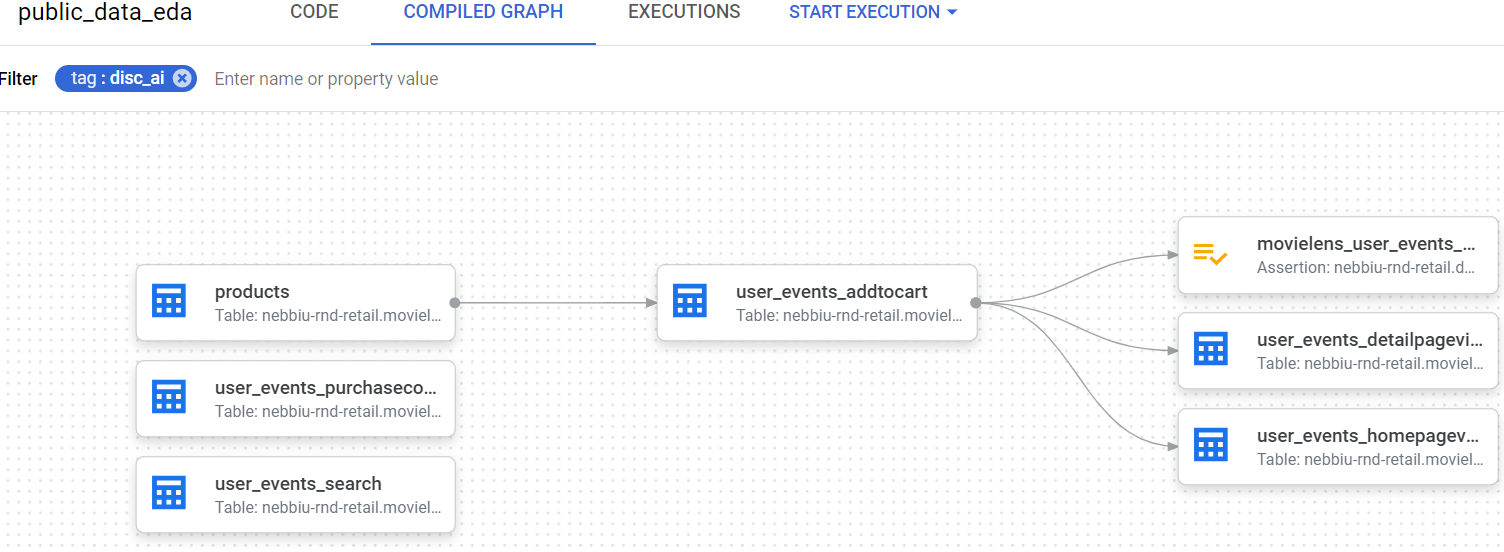 public_data_eda
CODE
COMPILED GRAPH
EXECUTIONS
START EXECUTION
Filter
tag : disc_ai
Enter name or property value
products
Table: nebbiu-rnd-retail.moviel...
user_events_purchaseco...
Table: nebbiu-rnd-retail.moviel...
user_events_search
Table: nebbiu-rnd-retail.moviel...
user_events_addtocart
Table: nebbiu-rnd-retail.moviel...
movielens_user_events_...
Assertion: nebbiu-rnd-retail.d...
user_events_detailpagevi...
Table: nebbiu-rnd-retail.moviel...
user_events_homepagev...
Table: nebbiu-rnd-retail.moviel...